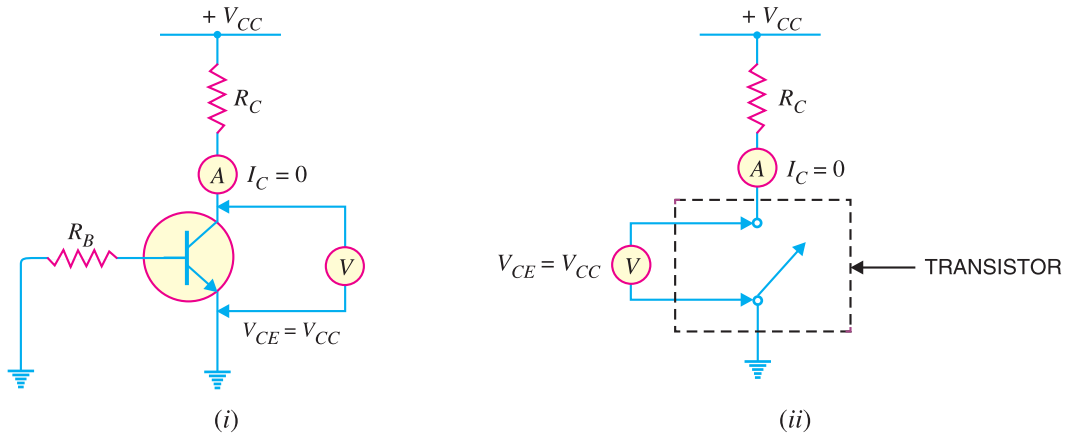 + V_CC
R_C
A I_C = 0
R_B
V
V_CE = V_CC
(i)
+ V_CC
R_C
A I_C = 0
V_CE = V_CC V
TRANSISTOR
(ii)